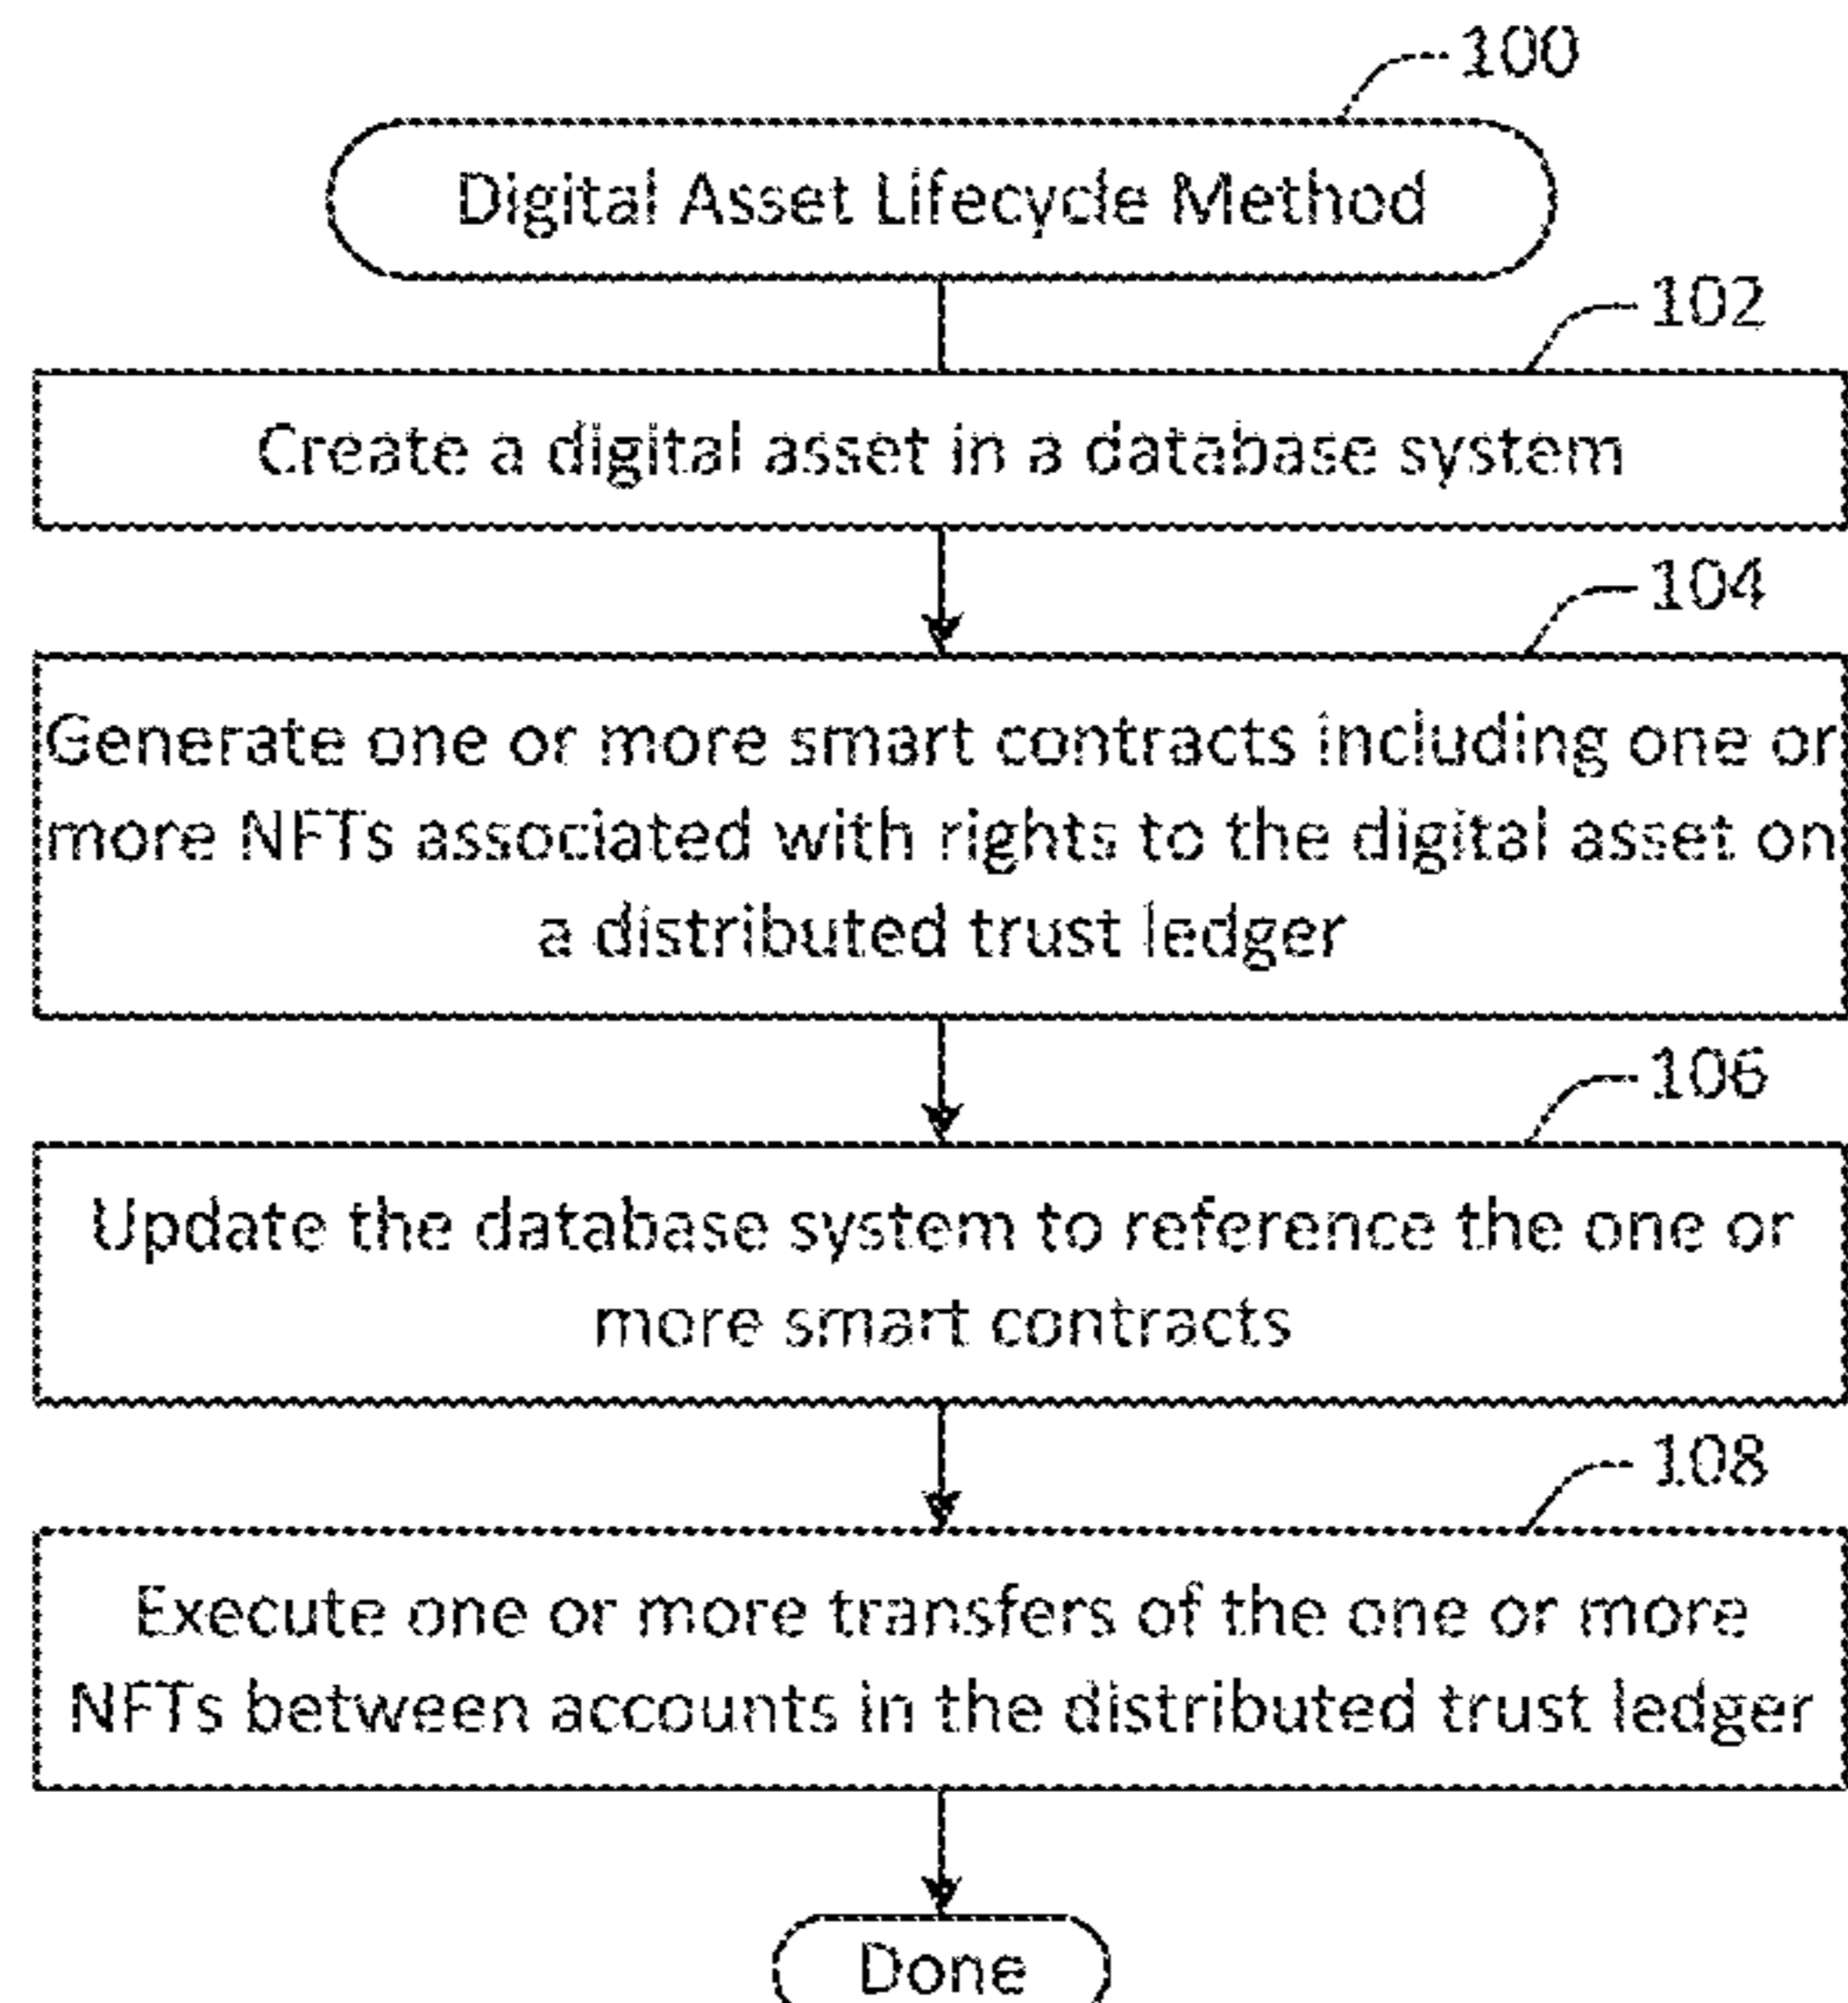 100
Digital Asset Lifecycle Method
102
Create a digital asset in a database system
104
Generate one or more smart contracts including one or
more NFTs associated with rights to the digital asset on
a distributed trust ledger
106
Update the database system to reference the one or
more smart contracts
108
Execute one or more transfers of the one or more
NFTs between accounts in the distributed trust ledger
Done